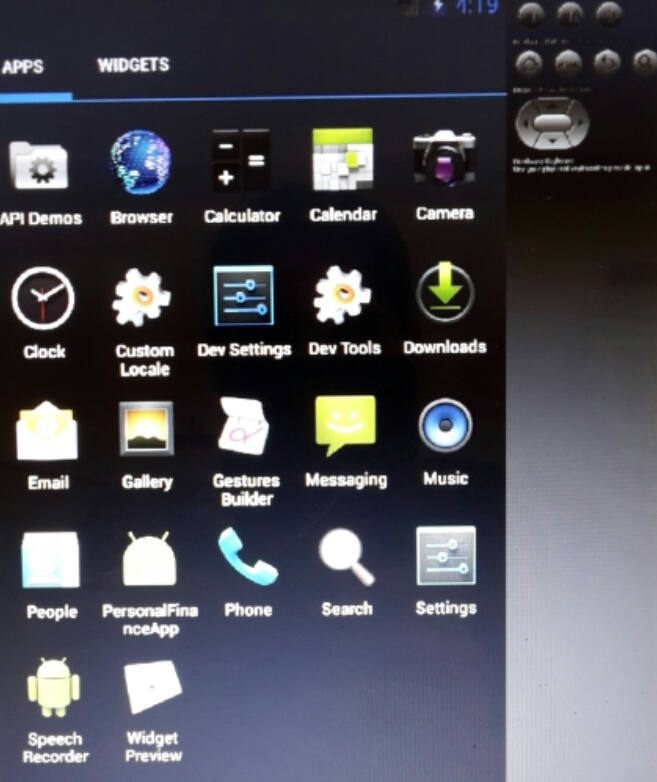 4:19
APPS WIDGETS
API Demos Browser Calculator Calendar Camera
Clock Custom Locale Dev Settings Dev Tools Downloads
Email Gallery Gestures Builder Messaging Music
People PersonalFinanceApp Phone Search Settings
Speech Recorder Widget Preview